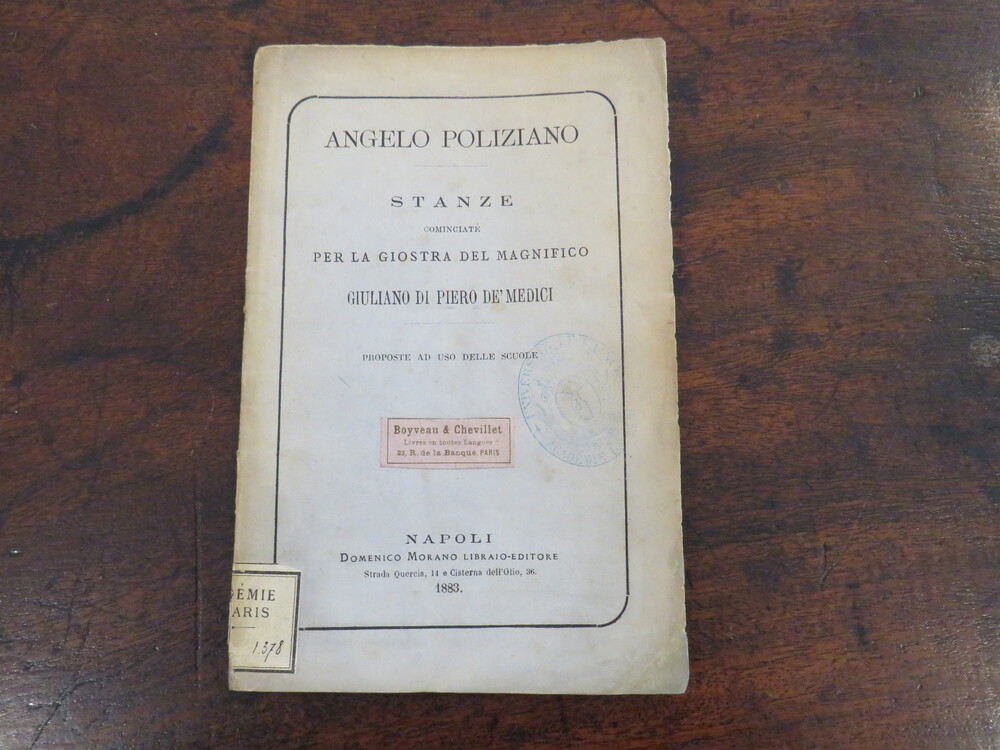 ANGELO POLIZIANO
STANZE
COMINCIATE
PER LA GIOSTRA DEL MAGNIFICO
GIULIANO DI PIERO DE' MEDICI
PROPOSTE AD USO DELLE SCUOLE
Boyveau & Chevillet
Livres en toutes Langues
22, R. de la Banque, PARIS
NAPOLI
DOMENICO MORANO LIBRAIO-EDITORE
Strada Quercia, 14 e Cisterna dell'Olio, 36.
1883.
ÉMIE
ARIS
1.378